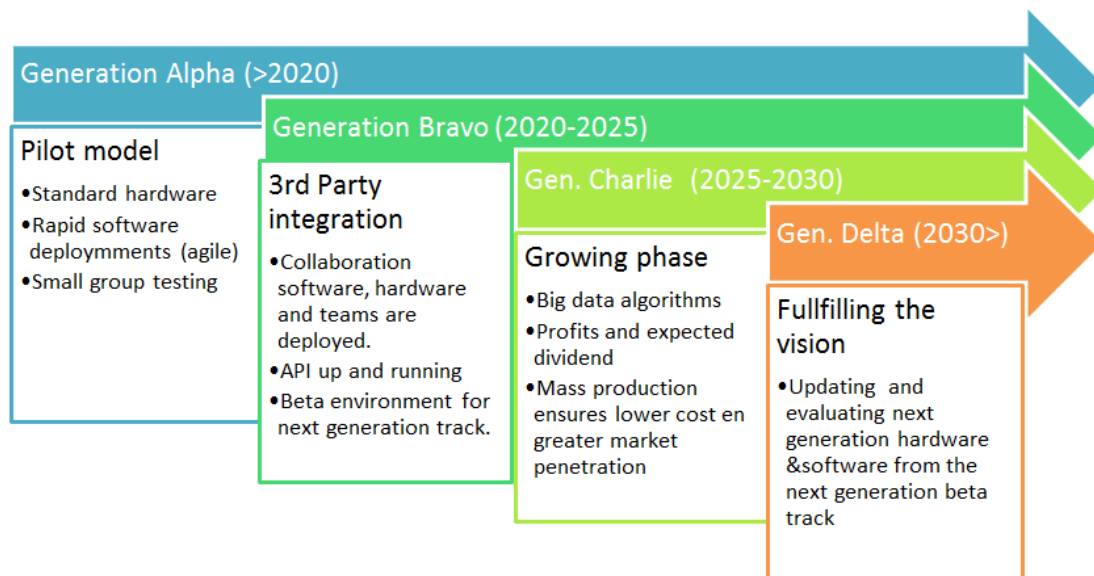 Generation Alpha (>2020)
Pilot model
•Standard hardware
•Rapid software
deploymments (agile)
•Small group testing
Generation Bravo (2020-2025)
3rd Party
integration
•Collaboration
software, hardware
and teams are
deployed.
•API up and running
•Beta environment for
next generation track.
Gen. Charlie (2025-2030)
Growing phase
•Big data algorithms
•Profits and expected
dividend
•Mass production
ensures lower cost en
greater market
penetration
Gen. Delta (2030>)
Fullfilling the
vision
•Updating and
evaluating next
generation hardware
&software from the
next generation beta
track